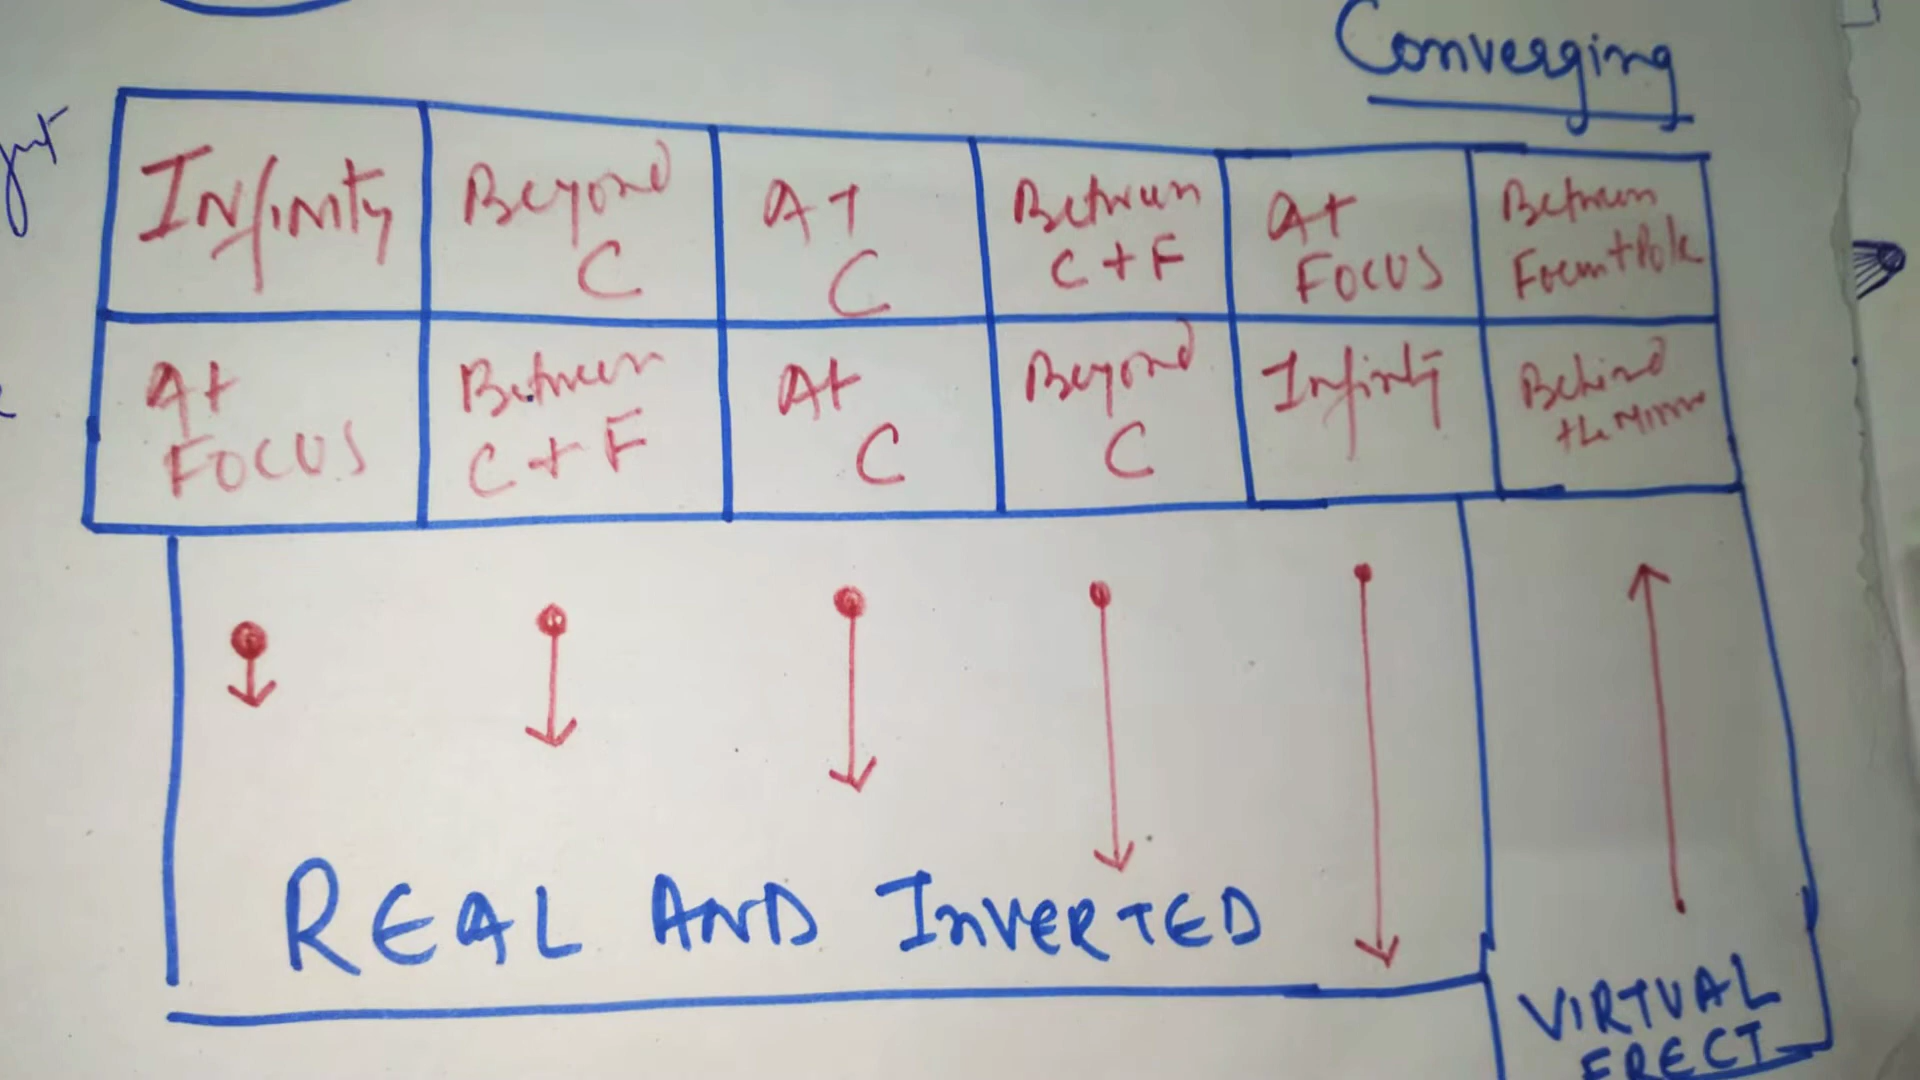 Converging
Infinity
Beyond
C
AT
C
Between
C + F
At
FOCUS
Between
Focus + Pole
At
FOCUS
Between
C + F
At
C
Beyond
C
Infinity
Behind
the Mirror
REAL AND INVERTED
VIRTUAL
ERECT